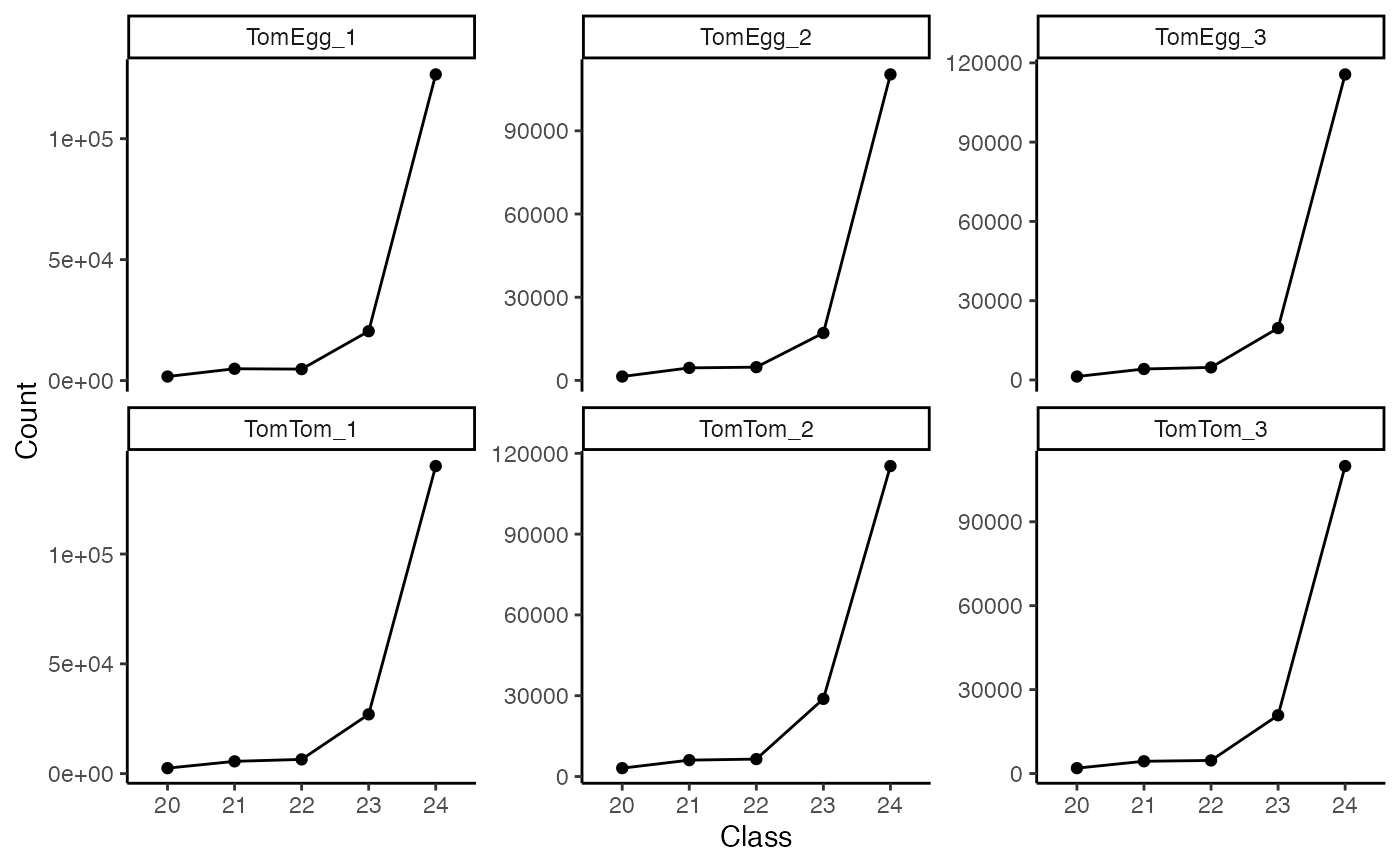 TomEgg_1 TomEgg_2 TomEgg_3
120000
1e+05 90000 90000
60000 60000
5e+04
30000 30000
0e+00 0 0
Count
TomTom_1 TomTom_2 TomTom_3
120000
1e+05 90000 90000
60000 60000
5e+04 30000 30000
0e+00 0 0
20 21 22 23 24 20 21 22 23 24 20 21 22 23 24
Class